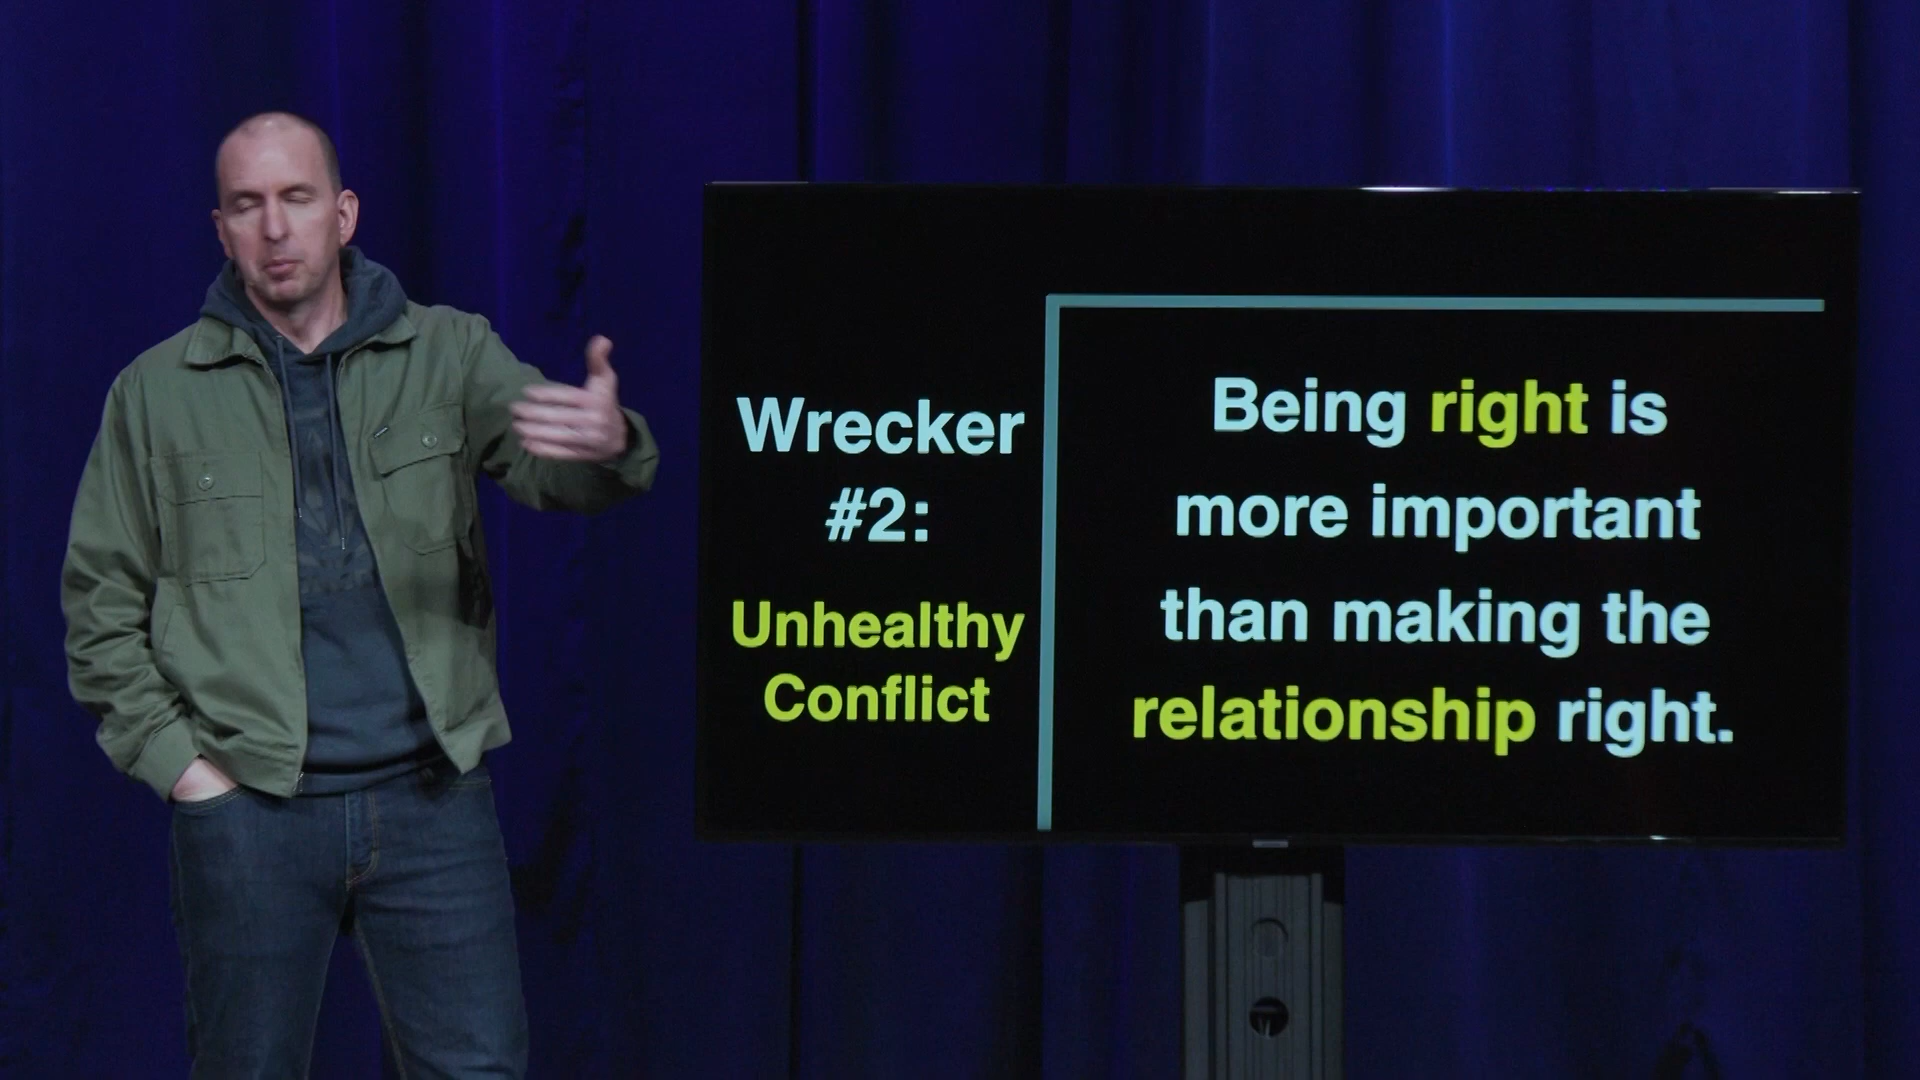 Wrecker
#2:
Unhealthy
Conflict
Being right is
more important
than making the
relationship right.